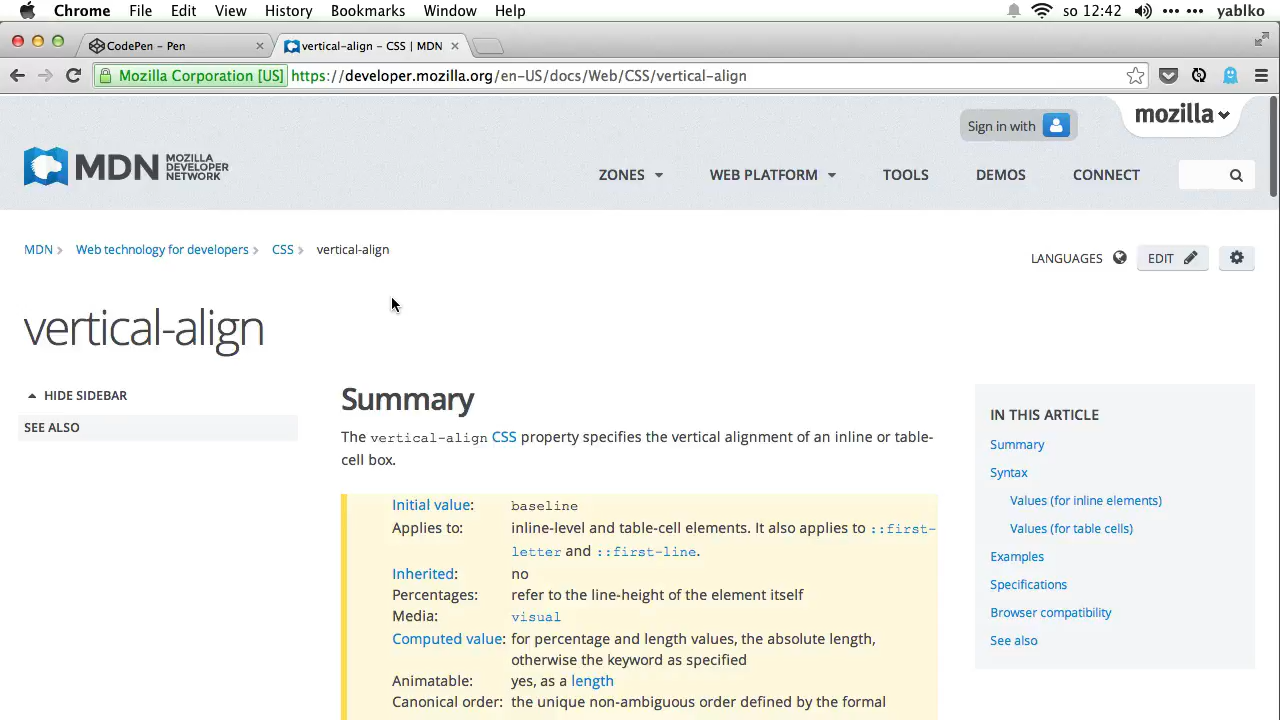 Chrome File Edit View History Bookmarks Window Help so 12:42 yablko
CodePen - Pen vertical-align - CSS | MDN
Mozilla Corporation [US] https://developer.mozilla.org/en-US/docs/Web/CSS/vertical-align
mozilla
Sign in with
MDN MOZILLA DEVELOPER NETWORK
ZONES WEB PLATFORM TOOLS DEMOS CONNECT
MDN Web technology for developers CSS vertical-align
LANGUAGES EDIT
vertical-align
HIDE SIDEBAR
SEE ALSO
Summary
The vertical-align CSS property specifies the vertical alignment of an inline or table-
cell box.
Initial value: baseline
Applies to: inline-level and table-cell elements. It also applies to ::first-
letter and ::first-line.
Inherited: no
Percentages: refer to the line-height of the element itself
Media: visual
Computed value: for percentage and length values, the absolute length,
otherwise the keyword as specified
Animatable: yes, as a length
Canonical order: the unique non-ambiguous order defined by the formal
IN THIS ARTICLE
Summary
Syntax
Values (for inline elements)
Values (for table cells)
Examples
Specifications
Browser compatibility
See also